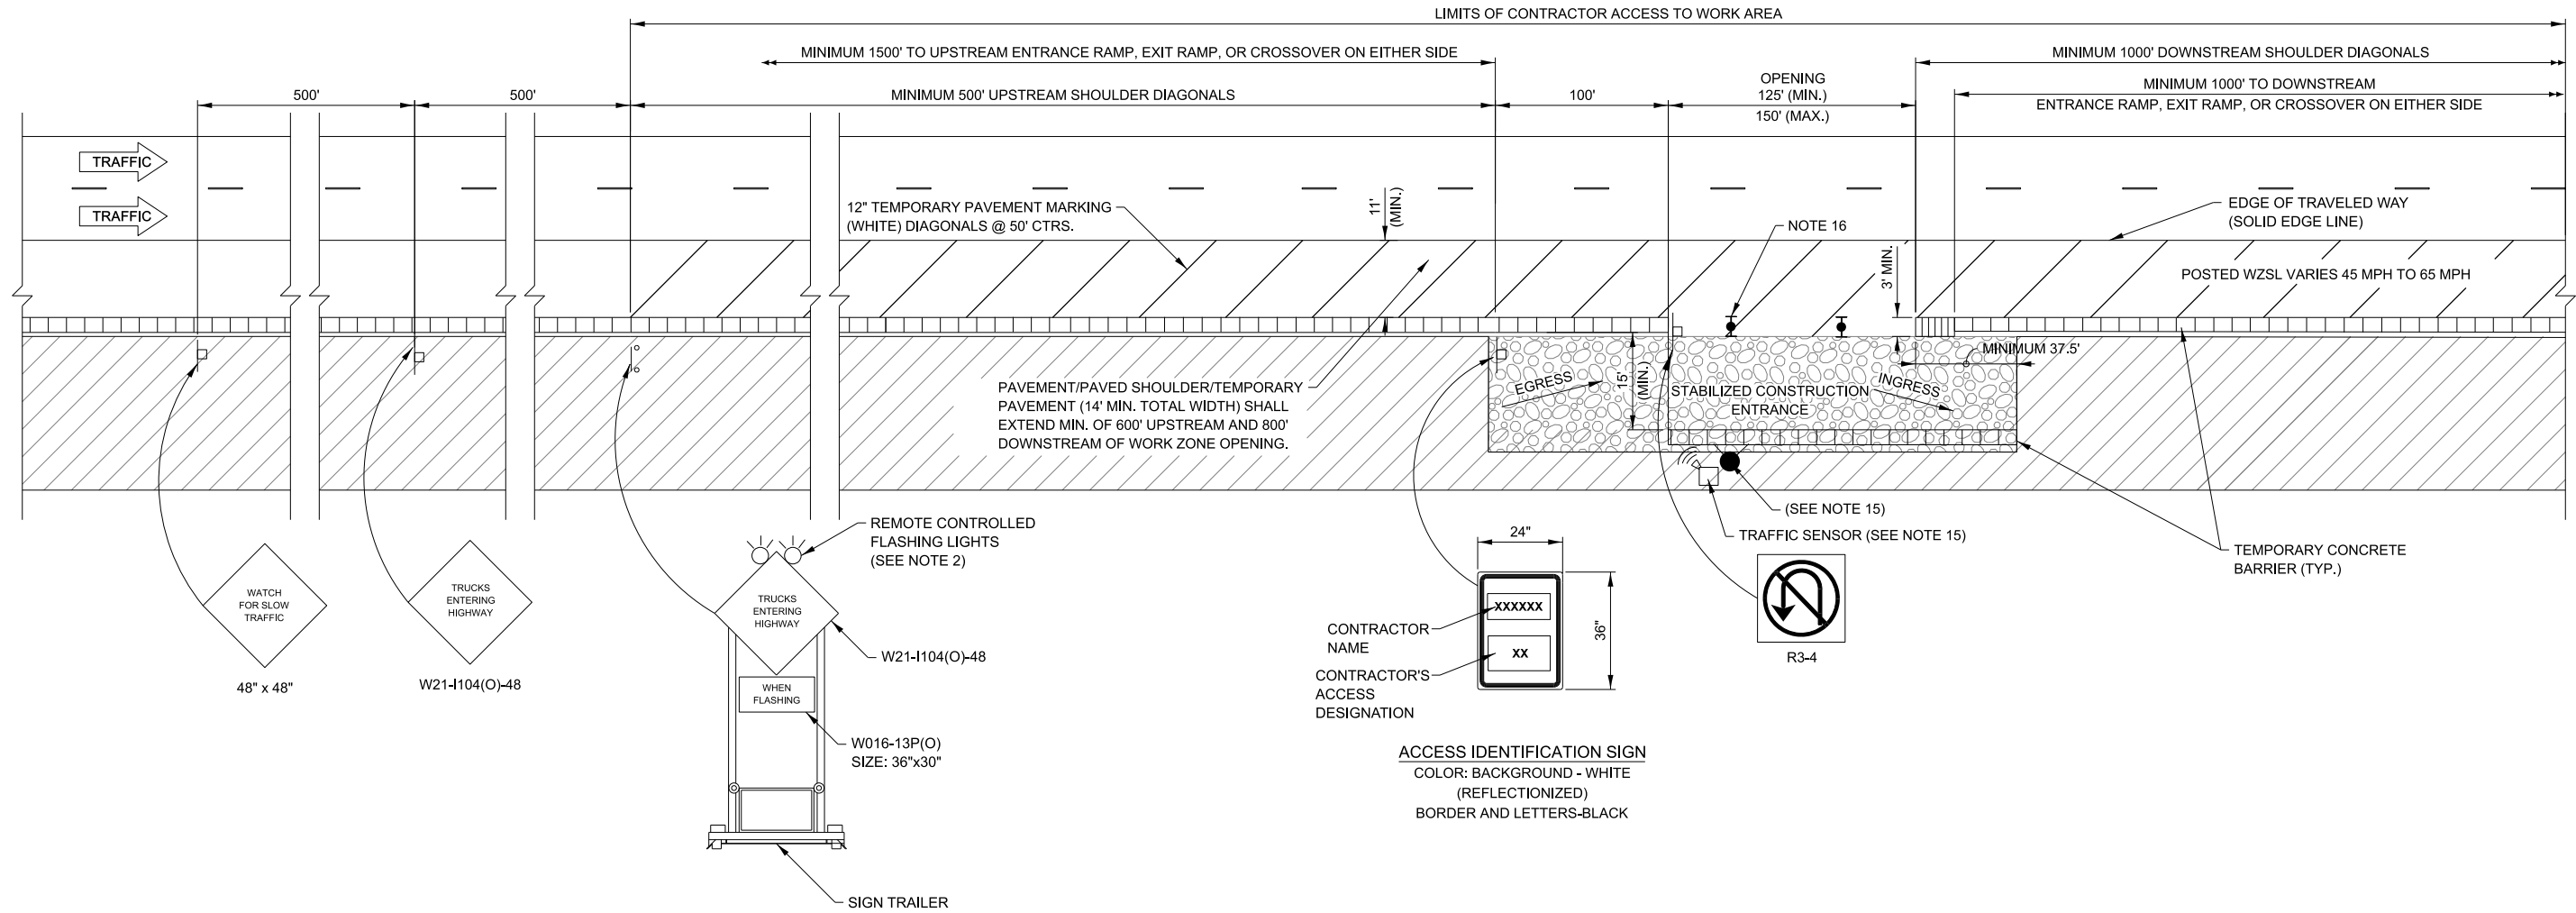 LIMITS OF CONTRACTOR ACCESS TO WORK AREA
MINIMUM 1500' TO UPSTREAM ENTRANCE RAMP, EXIT RAMP, OR CROSSOVER ON EITHER SIDE
MINIMUM 1000' DOWNSTREAM SHOULDER DIAGONALS
500'
500'
MINIMUM 500' UPSTREAM SHOULDER DIAGONALS
100'
OPENING
125' (MIN.)
150' (MAX.)
MINIMUM 1000' TO DOWNSTREAM
ENTRANCE RAMP, EXIT RAMP, OR CROSSOVER ON EITHER SIDE
TRAFFIC
TRAFFIC
12" TEMPORARY PAVEMENT MARKING
(WHITE) DIAGONALS @ 50' CTRS.
11'
(MIN.)
NOTE 16
EDGE OF TRAVELED WAY
(SOLID EDGE LINE)
3' MIN.
POSTED WZSL VARIES 45 MPH TO 65 MPH
MINIMUM 37.5'
PAVEMENT/PAVED SHOULDER/TEMPORARY
PAVEMENT (14' MIN. TOTAL WIDTH) SHALL
EXTEND MIN. OF 600' UPSTREAM AND 800'
DOWNSTREAM OF WORK ZONE OPENING.
EGRESS
15'
(MIN.)
STABILIZED CONSTRUCTION
ENTRANCE
INGRESS
(SEE NOTE 15)
TRAFFIC SENSOR (SEE NOTE 15)
TEMPORARY CONCRETE
BARRIER (TYP.)
WATCH
FOR SLOW
TRAFFIC
48" x 48"
TRUCKS
ENTERING
HIGHWAY
W21-I104(O)-48
REMOTE CONTROLLED
FLASHING LIGHTS
(SEE NOTE 2)
TRUCKS
ENTERING
HIGHWAY
W21-I104(O)-48
WHEN
FLASHING
W016-13P(O)
SIZE: 36"x30"
SIGN TRAILER
24"
36"
XXXXXX
XX
CONTRACTOR
NAME
CONTRACTOR'S
ACCESS
DESIGNATION
ACCESS IDENTIFICATION SIGN
COLOR: BACKGROUND - WHITE
(REFLECTIONIZED)
BORDER AND LETTERS-BLACK
R3-4